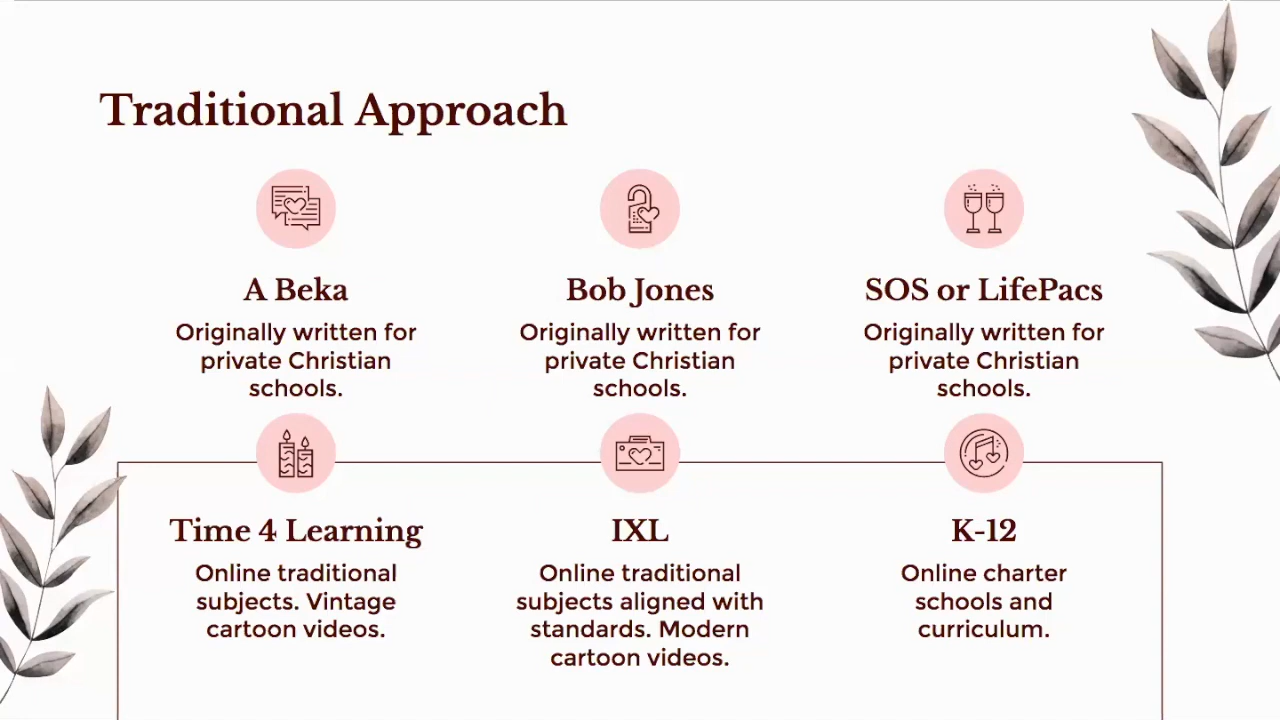 Traditional Approach
A Beka
Originally written for
private Christian
schools.
Bob Jones
Originally written for
private Christian
schools.
SOS or LifePacs
Originally written for
private Christian
schools.
Time 4 Learning
Online traditional
subjects. Vintage
cartoon videos.
IXL
Online traditional
subjects aligned with
standards. Modern
cartoon videos.
K-12
Online charter
schools and
curriculum.